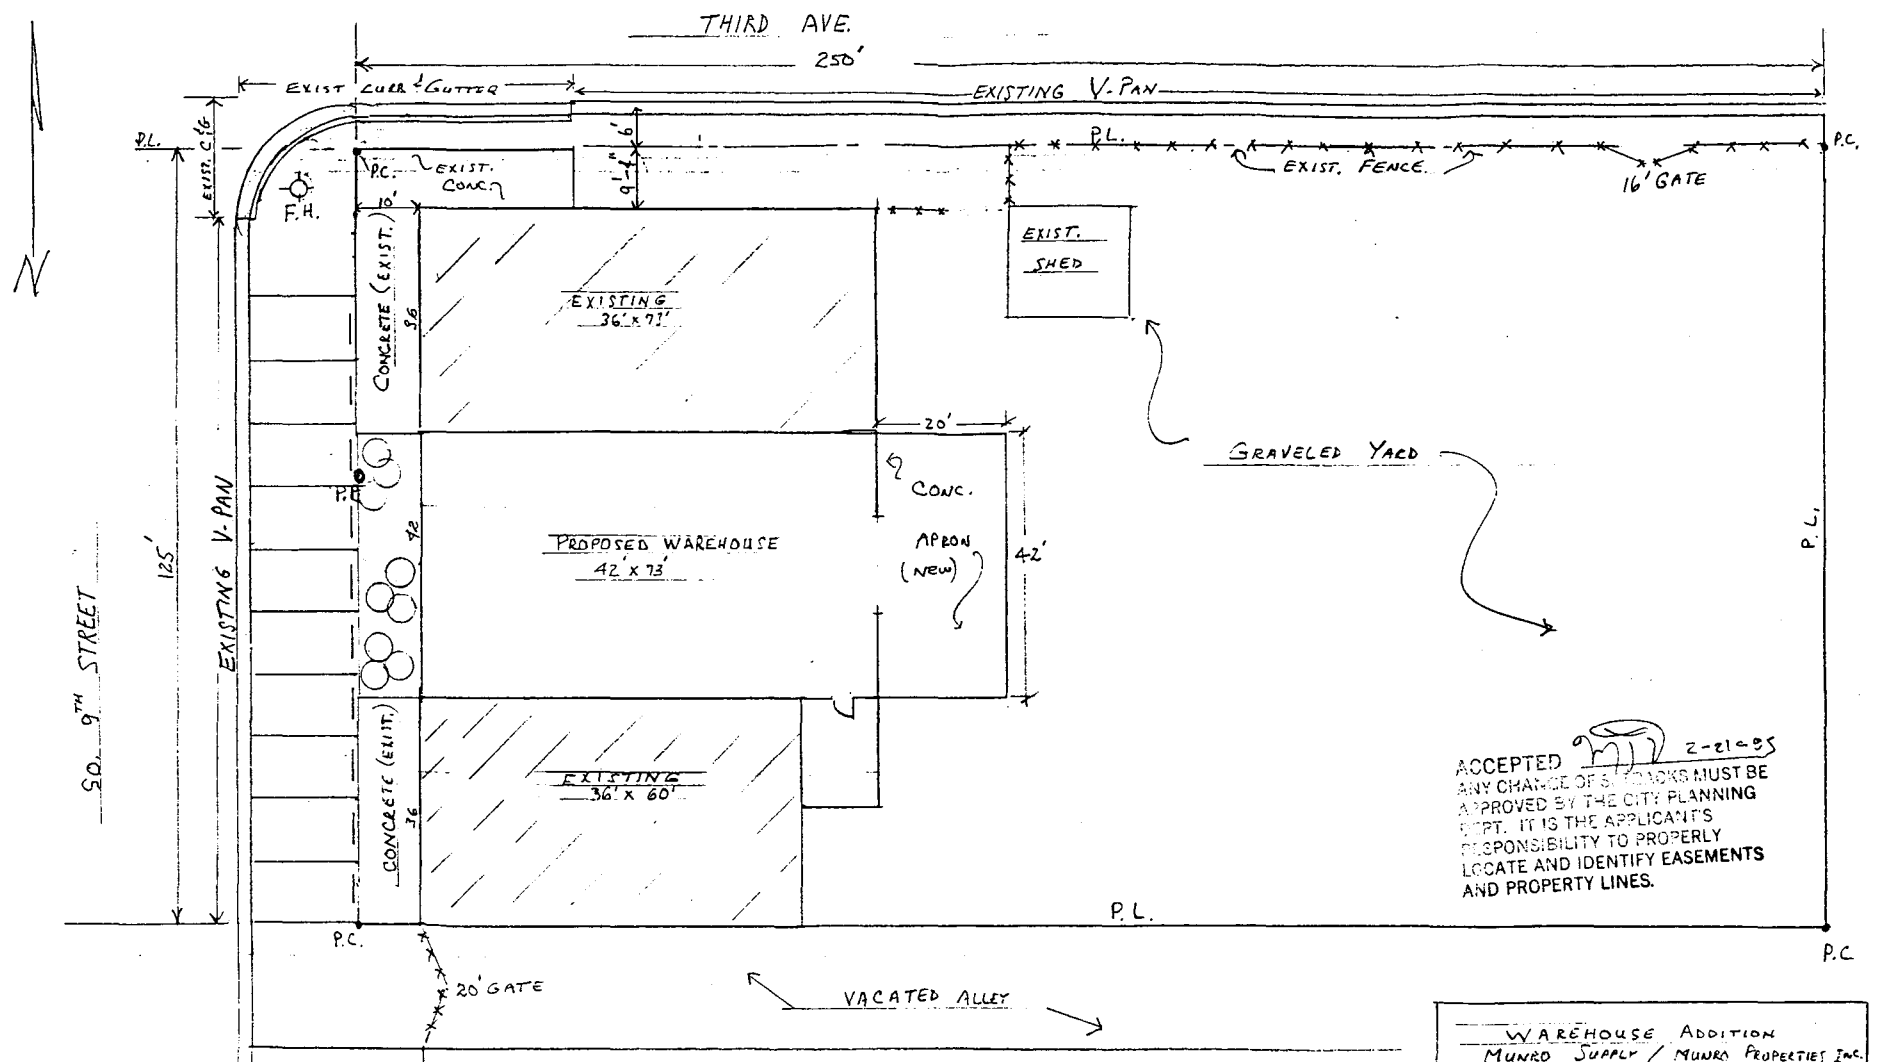 THIRD AVE.
250'
EXIST CURB & GUTTER
EXISTING V-PAN
EXIST. C&G
P.L.
6'
P.L.
P.C.
9'-4"
EXIST. FENCE
16' GATE
P.C.
EXIST. CONC.
F.H.
10'
N
CONCRETE (EXIST.)
36
EXISTING
36' x 73'
EXIST.
SHED
20'
GRAVELED YARD
CONC.
APRON
(NEW)
P.P.
42
PROPOSED WAREHOUSE
42' x 73'
42'
P.L.
125'
EXISTING V-PAN
SO. 9TH STREET
CONCRETE (EXIST.)
36
EXISTING
36' x 60'
ACCEPTED 2-21-95
ANY CHANGE OF SETBACKS MUST BE
APPROVED BY THE CITY PLANNING
DEPT. IT IS THE APPLICANT'S
RESPONSIBILITY TO PROPERLY
LOCATE AND IDENTIFY EASEMENTS
AND PROPERTY LINES.
P.L.
P.C.
P.C
20' GATE
VACATED ALLEY
WAREHOUSE ADDITION
MUNRO SUPPLY / MUNRO PROPERTIES INC.